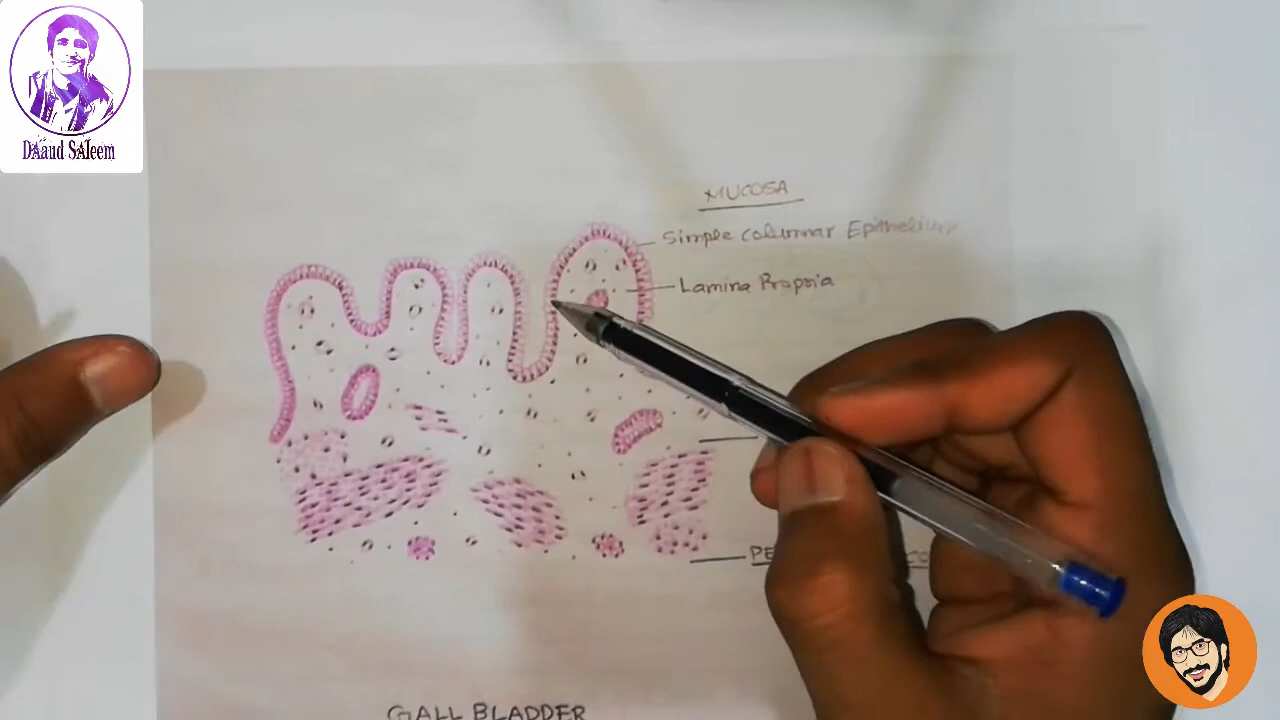 DAaud SAleem
MUCOSA
Simple columnar Epithelium
Lamina Propria
GALL BLADDER